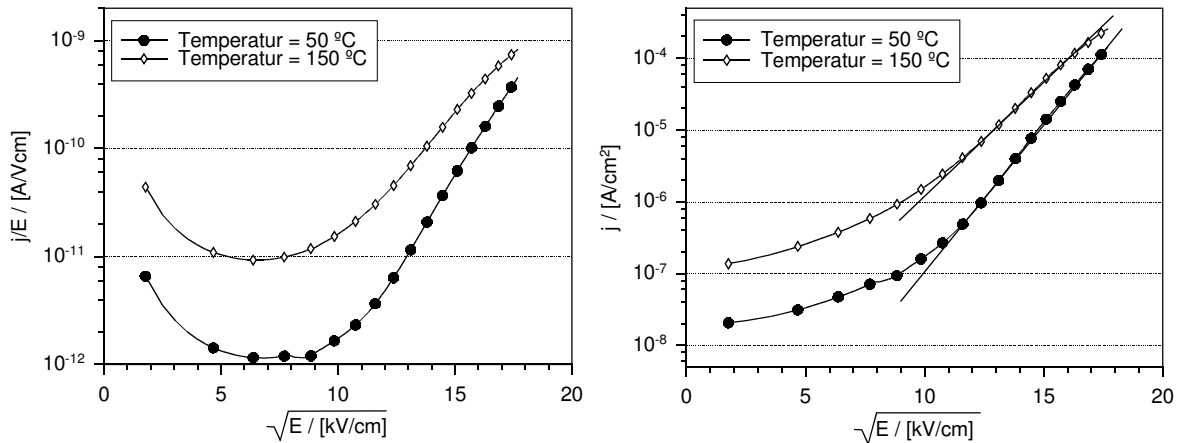 Temperatur = 50 ºC
Temperatur = 150 ºC
j/E / [A/Vcm]
10⁻⁹
10⁻¹⁰
10⁻¹¹
10⁻¹²
0 5 10 15 20
√E / [kV/cm]
Temperatur = 50 ºC
Temperatur = 150 ºC
j / [A/cm²]
10⁻⁴
10⁻⁵
10⁻⁶
10⁻⁷
10⁻⁸
0 5 10 15 20
√E / [kV/cm]